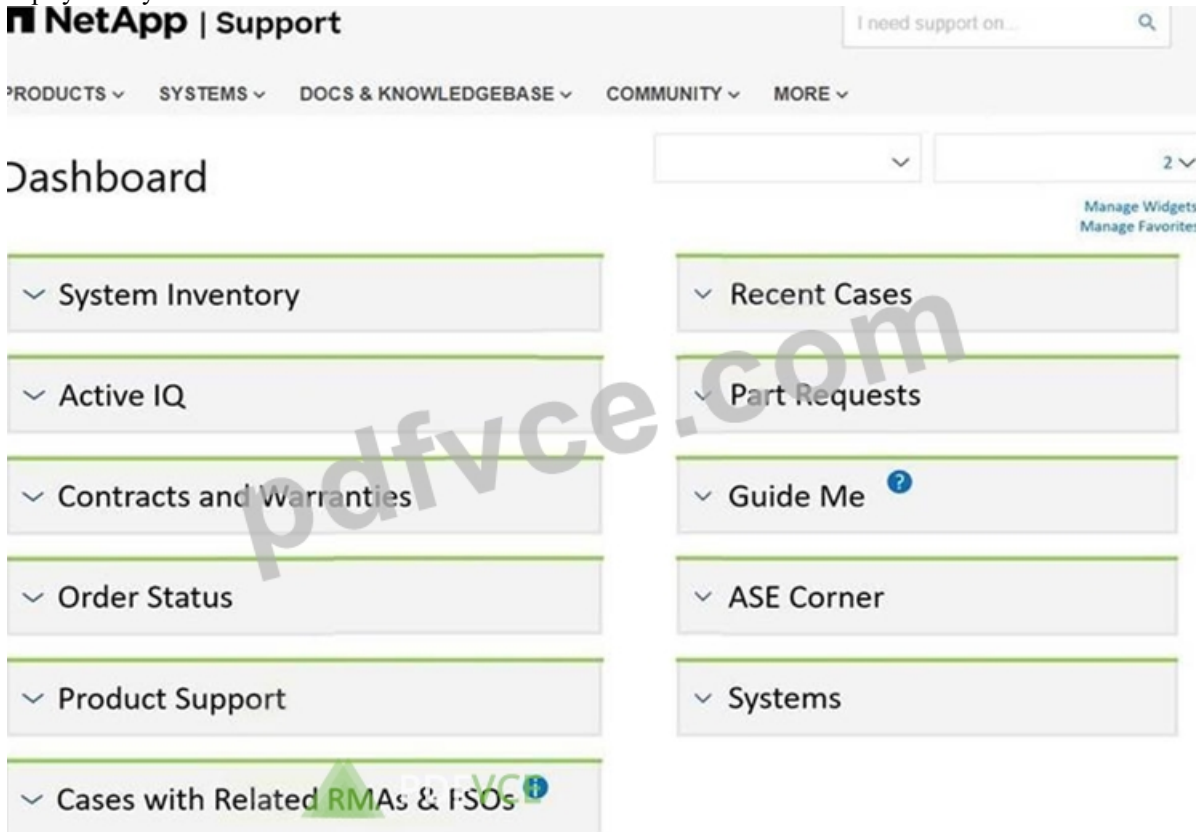 NetApp | Support
I need support on...
PRODUCTS SYSTEMS DOCS & KNOWLEDGEBASE COMMUNITY MORE
Dashboard
2
Manage Widgets
Manage Favorites
System Inventory
Recent Cases
Active IQ
Part Requests
Contracts and Warranties
Guide Me ?
Order Status
ASE Corner
Product Support
Systems
Cases with Related RMAs & FSOs i
pdfvce.com
PDFVCE